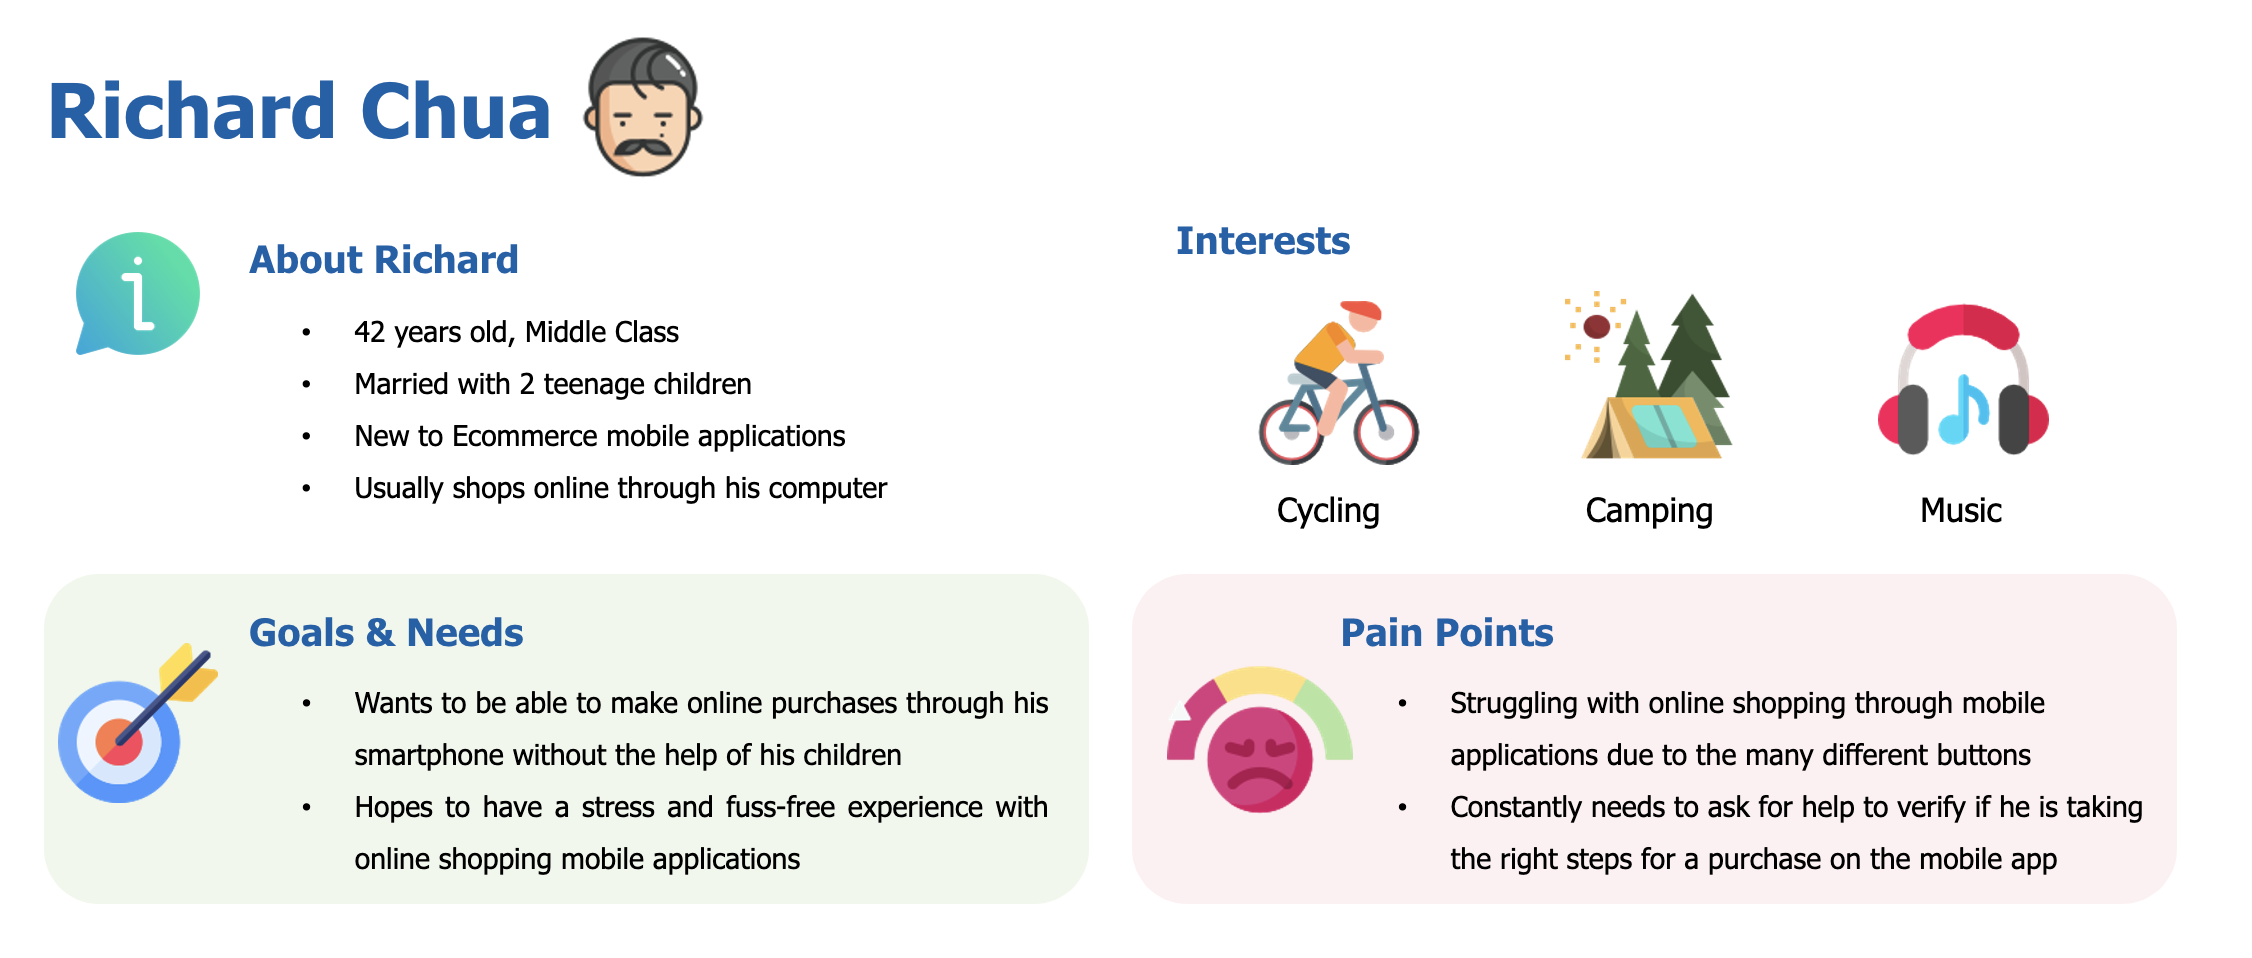 Richard Chua
About Richard
• 42 years old, Middle Class
• Married with 2 teenage children
• New to Ecommerce mobile applications
• Usually shops online through his computer
Interests
Cycling
Camping
Music
Goals & Needs
• Wants to be able to make online purchases through his
smartphone without the help of his children
• Hopes to have a stress and fuss-free experience with
online shopping mobile applications
Pain Points
• Struggling with online shopping through mobile
applications due to the many different buttons
• Constantly needs to ask for help to verify if he is taking
the right steps for a purchase on the mobile app